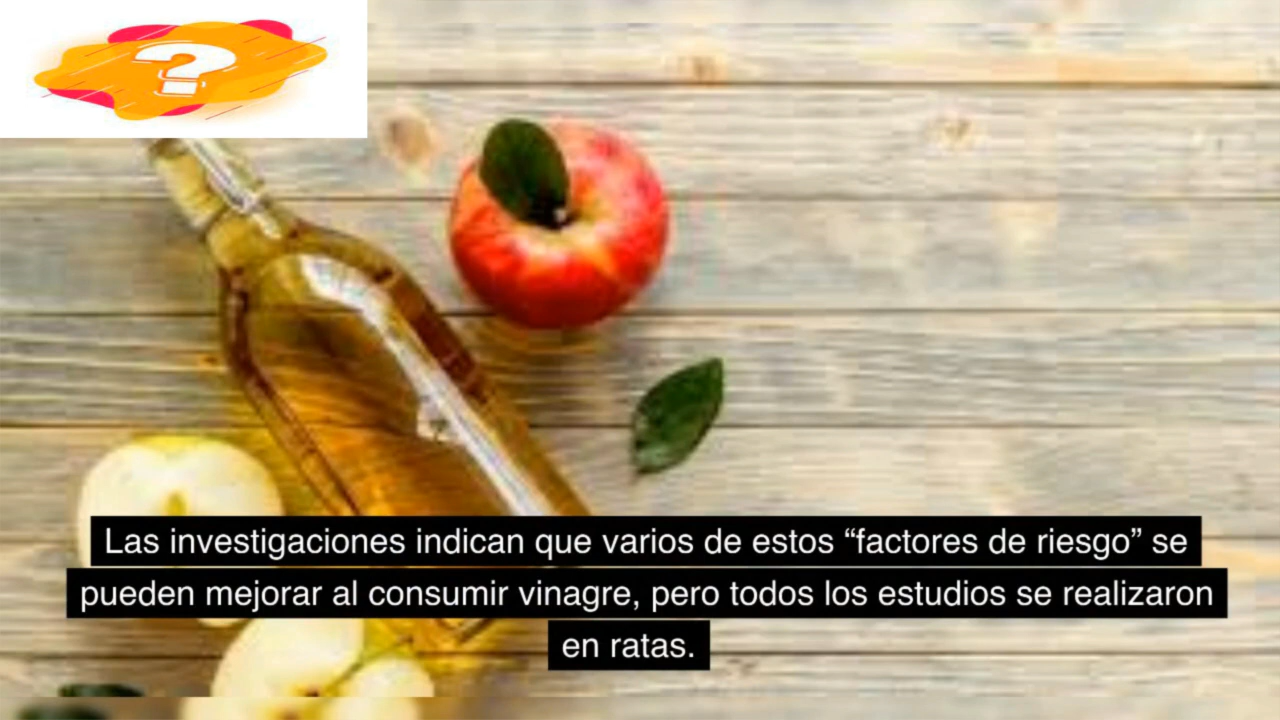 ?
Las investigaciones indican que varios de estos “factores de riesgo” se
pueden mejorar al consumir vinagre, pero todos los estudios se realizaron
en ratas.